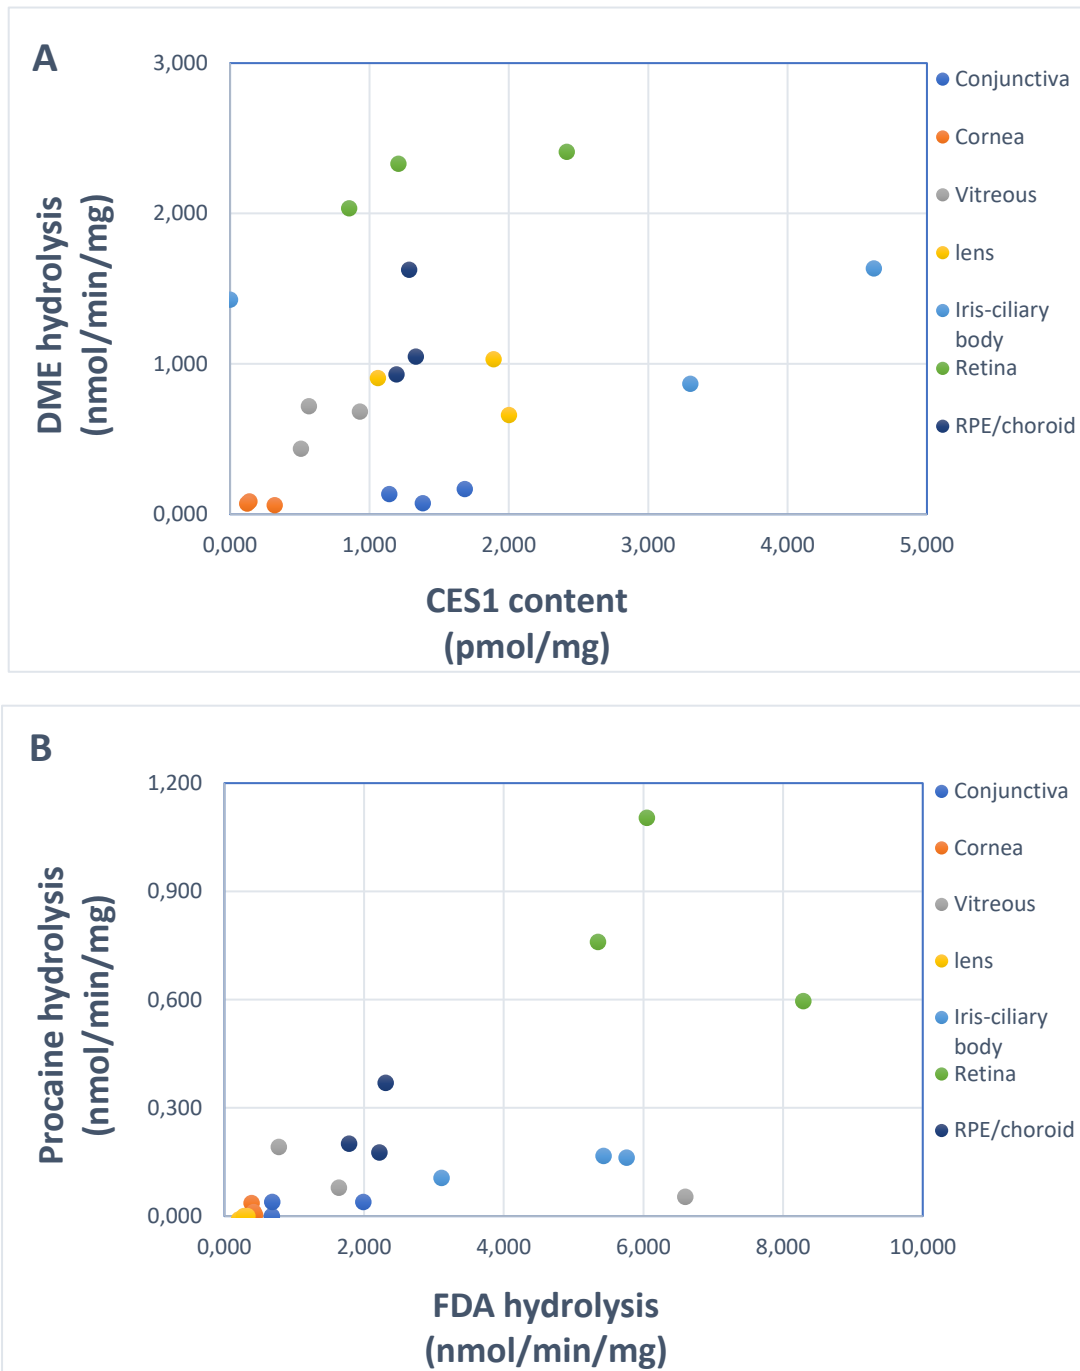 A
3,000
2,000
1,000
0,000
DME hydrolysis
(nmol/min/mg)
0,000 1,000 2,000 3,000 4,000 5,000
CES1 content
(pmol/mg)
Conjunctiva
Cornea
Vitreous
lens
Iris-ciliary
body
Retina
RPE/choroid
B
1,200
0,900
0,600
0,300
0,000
Procaine hydrolysis
(nmol/min/mg)
0,000 2,000 4,000 6,000 8,000 10,000
FDA hydrolysis
(nmol/min/mg)
Conjunctiva
Cornea
Vitreous
lens
Iris-ciliary
body
Retina
RPE/choroid